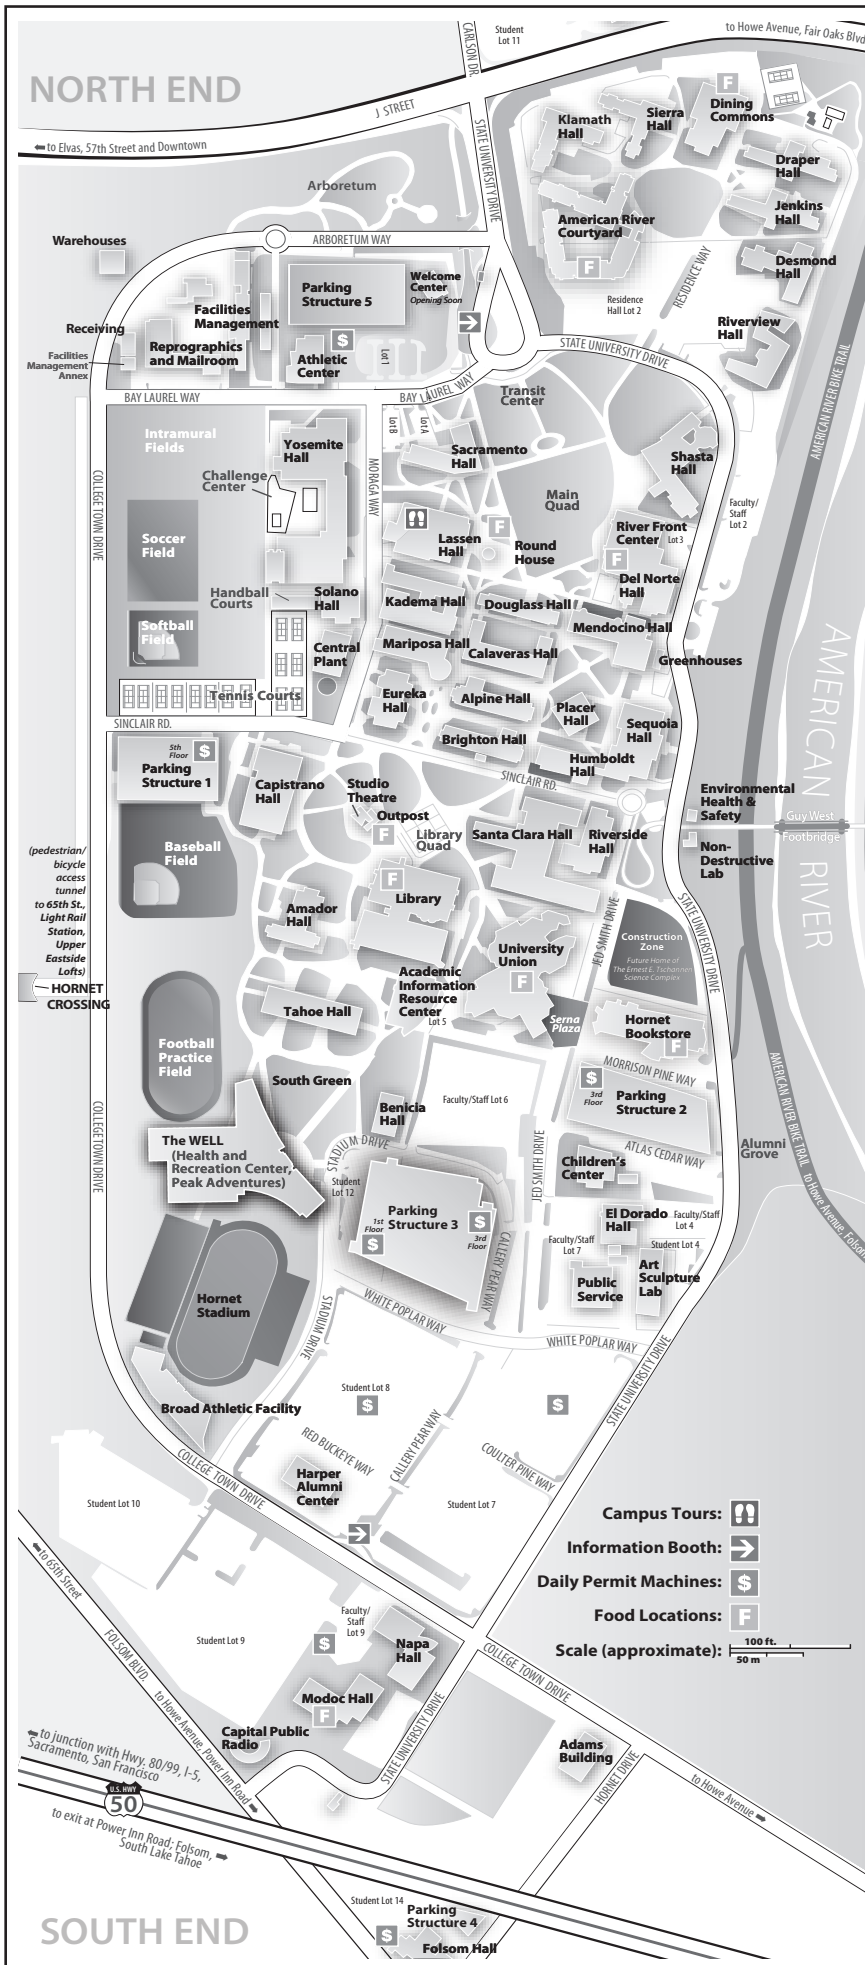 Student
Lot 11
to Howe Avenue, Fair Oaks Blvd
CARLSON DR.
NORTH END
J STREET
to Elvas, 57th Street and Downtown
STATE UNIVERSITY DRIVE
F
Dining
Commons
Sierra
Hall
Klamath
Hall
Draper
Hall
Jenkins
Hall
American River
Courtyard
F
Desmond
Hall
Arboretum
ARBORETUM WAY
Warehouses
Welcome
Center
Opening Soon
Parking
Structure 5
Facilities
Management
Residence
Hall Lot 2
RESIDENCE WAY
Riverview
Hall
Receiving
Reprographics
and Mailroom
Facilities
Management
Annex
$
Athletic
Center
Lot 1
STATE UNIVERSITY DRIVE
AMERICAN RIVER BIKE TRAIL
BAY LAUREL WAY
BAY LAUREL WAY
Transit
Center
Lot B
Lot A
Intramural
Fields
Yosemite
Hall
Sacramento
Hall
Shasta
Hall
Challenge
Center
MORAGA WAY
COLLEGE TOWN DRIVE
Main
Quad
Faculty/
Staff
Lot 2
Soccer
Field
Lassen
Hall
F
Round
House
River Front
Center
Lot 3
F
Del Norte
Hall
Handball
Courts
Solano
Hall
Kadema Hall
Douglass Hall
Softball
Field
Central
Plant
Mariposa Hall
Calaveras Hall
Mendocino Hall
Greenhouses
Tennis Courts
Eureka
Hall
Alpine Hall
Placer
Hall
Sequoia
Hall
SINCLAIR RD.
Brighton Hall
Humboldt
Hall
SINCLAIR RD.
5th
Floor
$
Parking
Structure 1
Capistrano
Hall
Studio
Theatre
Outpost
F
Library
Quad
Santa Clara Hall
Riverside
Hall
Environmental
Health &
Safety
Guy West
Footbridge
Non-
Destructive
Lab
AMERICAN
RIVER
Baseball
Field
(pedestrian/
bicycle
access
tunnel
to 65th St.,
Light Rail
Station,
Upper
Eastside
Lofts)
HORNET
CROSSING
Amador
Hall
F
Library
JED SMITH DRIVE
STATE UNIVERSITY DRIVE
Construction
Zone
Future Home of
The Ernest E. Tschannen
Science Complex
University
Union
F
Academic
Information
Resource
Center
Lot 5
Tahoe Hall
Serna
Plaza
Hornet
Bookstore
F
Football
Practice
Field
South Green
MORRISON PINE WAY
$
3rd
Floor
Parking
Structure 2
Faculty/Staff Lot 6
Benicia
Hall
COLLEGE TOWN DRIVE
The WELL
(Health and
Recreation Center,
Peak Adventures)
STADIUM DRIVE
Student
Lot 12
JED SMITH DRIVE
ATLAS CEDAR WAY
Alumni
Grove
AMERICAN RIVER BIKE TRAIL
to Howe Avenue, Folsom
Children's
Center
Parking
Structure 3
1st
Floor
$
$
3rd
Floor
CALLERY PEAR WAY
El Dorado
Hall
Faculty/Staff
Lot 4
Faculty/Staff
Lot 7
Student Lot 4
Public
Service
Art
Sculpture
Lab
Hornet
Stadium
STADIUM DRIVE
WHITE POPLAR WAY
WHITE POPLAR WAY
STATE UNIVERSITY DRIVE
Student Lot 8
$
$
Broad Athletic Facility
RED BUCKEYE WAY
CALLERY PEAR WAY
COULTER PINE WAY
COLLEGE TOWN DRIVE
Harper
Alumni
Center
Student Lot 10
Student Lot 7
Campus Tours:
Information Booth:
Daily Permit Machines: $
Food Locations: F
Scale (approximate):
100 ft.
50 m
to 65th Street
FOLSOM BLVD.
to Howe Avenue, Power Inn Road
Student Lot 9
Faculty/
Staff
Lot 9
$
Napa
Hall
COLLEGE TOWN DRIVE
Modoc Hall
F
Capital Public
Radio
STATE UNIVERSITY DRIVE
Adams
Building
HORNET DRIVE
to Howe Avenue
to junction with Hwy. 80/99, I-5,
Sacramento, San Francisco
U.S. HWY
50
to exit at Power Inn Road; Folsom,
South Lake Tahoe
SOUTH END
Student Lot 14
Parking
Structure 4
$
Folsom Hall